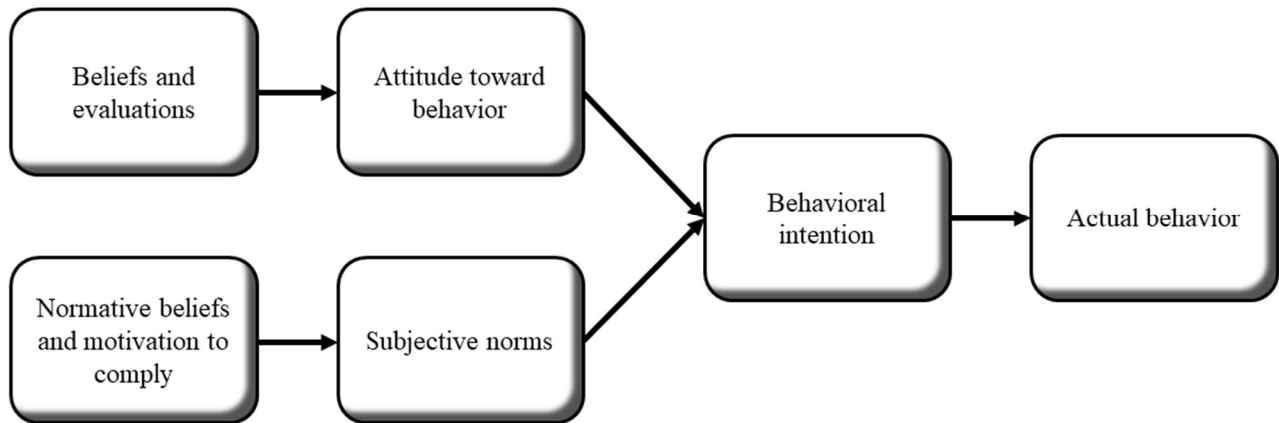 Beliefs and
evaluations
Attitude toward
behavior
Normative beliefs
and motivation to
comply
Subjective norms
Behavioral
intention
Actual behavior